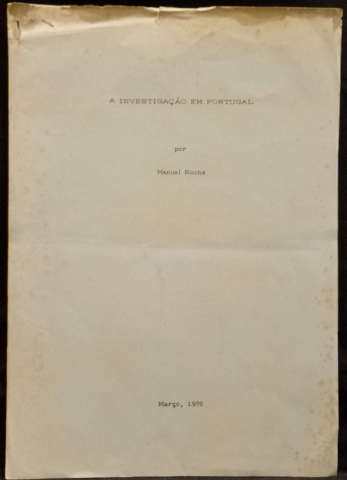 A INVESTIGAÇÃO EM PORTUGAL
por
Manuel Rocha
Março, 1970